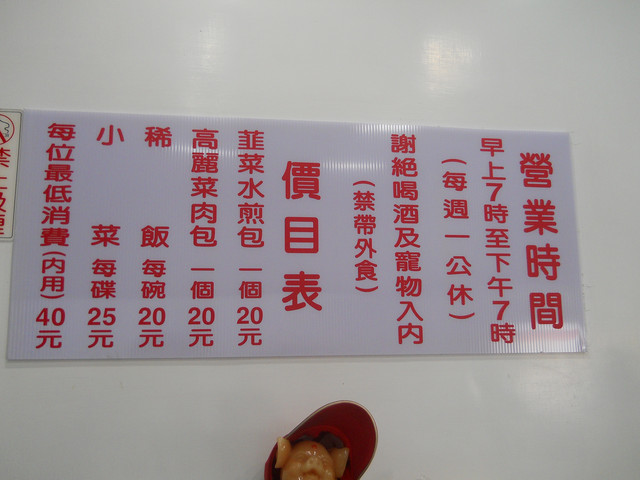 營業時間
早上7時至下午7時
(每週一公休)
謝絕喝酒及寵物入內
(禁帶外食)
價目表
韮菜水煎包 一個20元
高麗菜肉包 一個20元
稀飯 每碗20元
小菜 每碟25元
每位最低消費(內用)40元